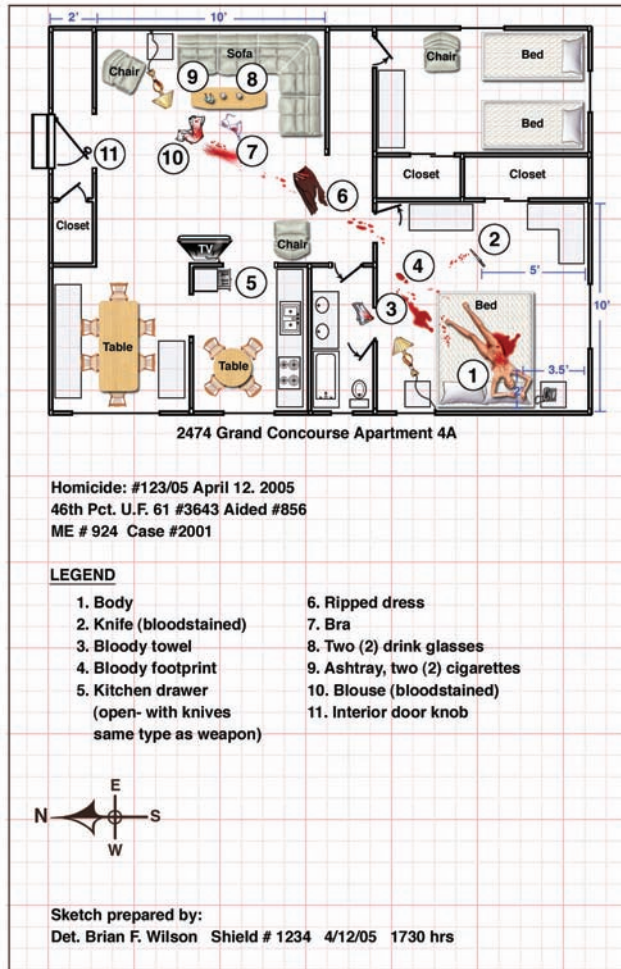 2'
10'
Sofa
Chair
9
8
10
7
11
Closet
TV
6
Chair
5
Table
Table
Chair
Bed
Bed
Closet
Closet
2
4
5'
3
Bed
10'
1
3.5'
2'
2474 Grand Concourse Apartment 4A
Homicide: #123/05 April 12. 2005
46th Pct. U.F. 61 #3643 Aided #856
ME # 924 Case #2001
LEGEND
1. Body
2. Knife (bloodstained)
3. Bloody towel
4. Bloody footprint
5. Kitchen drawer
(open- with knives
same type as weapon)
6. Ripped dress
7. Bra
8. Two (2) drink glasses
9. Ashtray, two (2) cigarettes
10. Blouse (bloodstained)
11. Interior door knob
E
N
S
W
Sketch prepared by:
Det. Brian F. Wilson Shield # 1234 4/12/05 1730 hrs